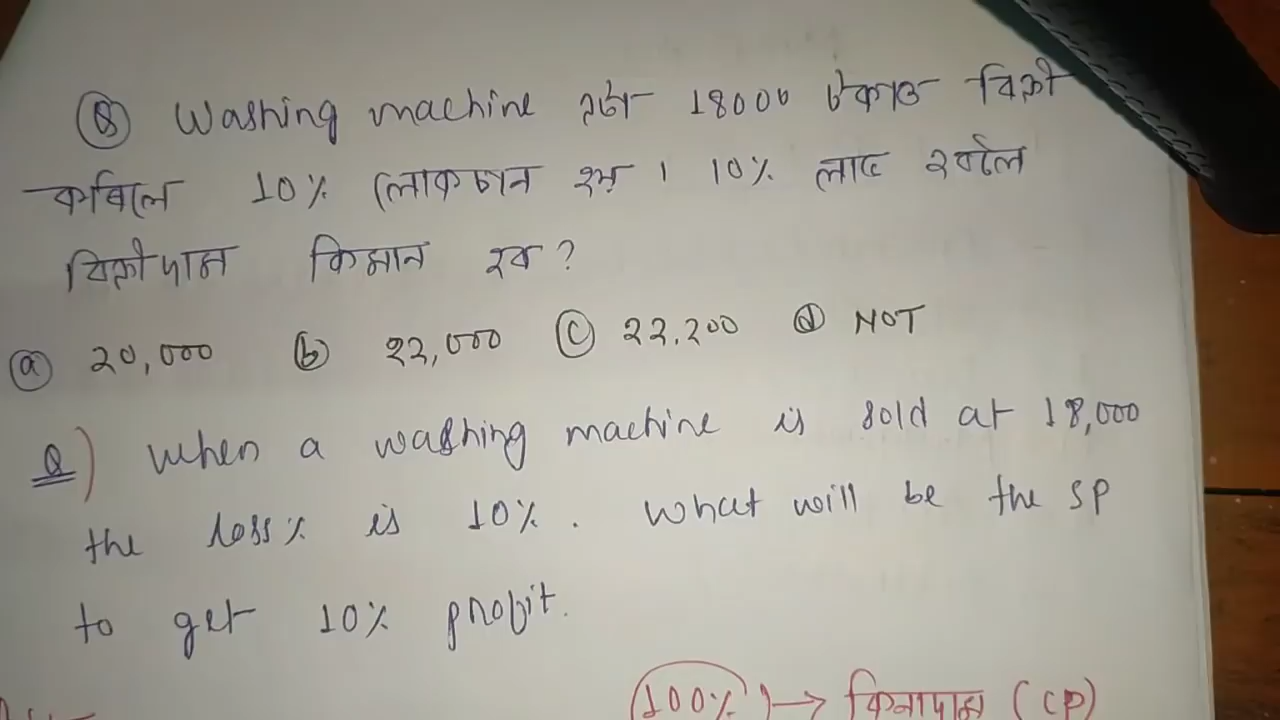 Q Washing machine এটা 18000 টকাত বিক্ৰী
কৰিলে 10% লোকচান হয়। 10% লাভ হ'বলৈ
বিক্ৰীদাম কিমান হ'ব?
a 20,000 b 22,000 c 22,200 d NOT
Q) When a washing machine is sold at 18,000
the loss% is 10%. What will be the SP
to get 10% profit.
100% → কিনাদাম (CP)